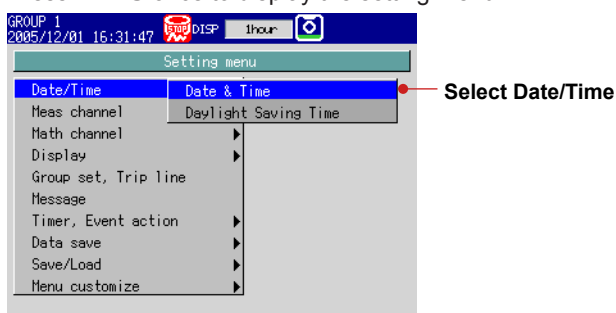 GROUP 1
2005/12/01 16:31:47 STOP DISP 1hour
Setting menu
Date/Time Date & Time Select Date/Time
Meas channel Daylight Saving Time
Math channel
Display
Group set, Trip line
Message
Timer, Event action
Data save
Save/Load
Menu customize